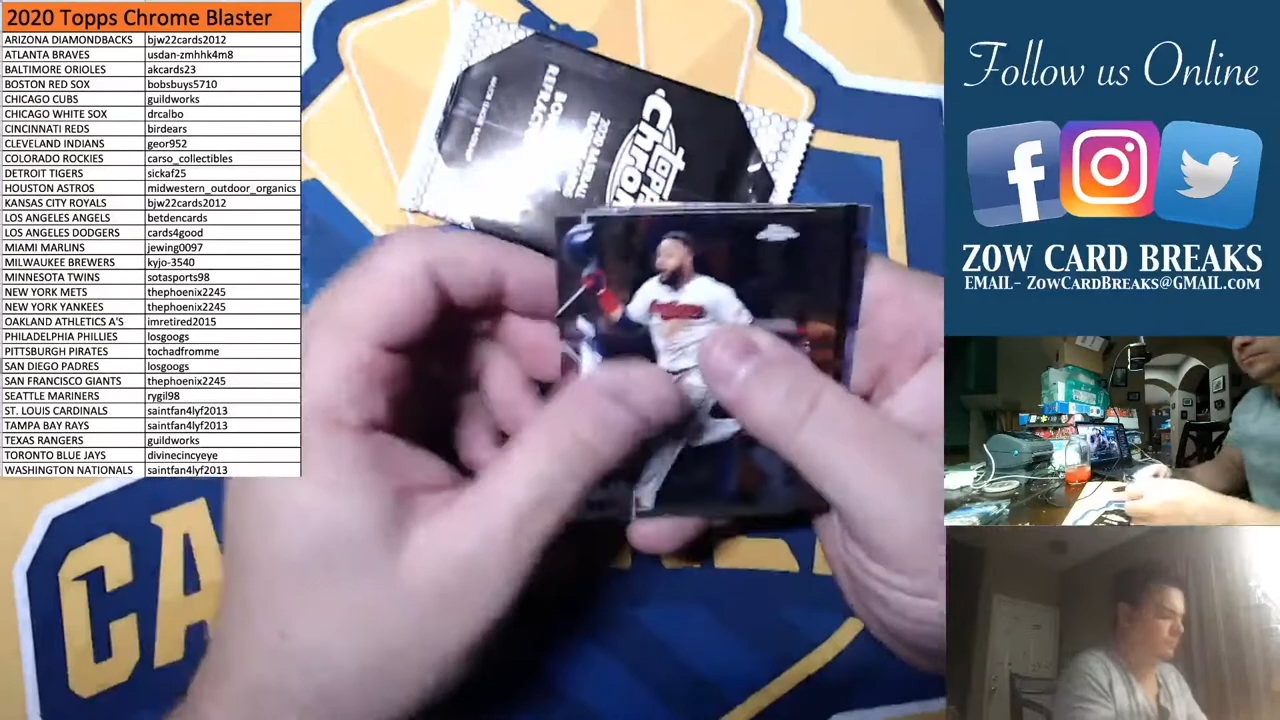 2020 Topps Chrome Blaster
ARIZONA DIAMONDBACKS bjw22cards2012
ATLANTA BRAVES usdan-zmhhk4m8
BALTIMORE ORIOLES akcards23
BOSTON RED SOX bobsbuys5710
CHICAGO CUBS guildworks
CHICAGO WHITE SOX drcalbo
CINCINNATI REDS birdears
CLEVELAND INDIANS geor952
COLORADO ROCKIES carso_collectibles
DETROIT TIGERS sickaf25
HOUSTON ASTROS midwestern_outdoor_organics
KANSAS CITY ROYALS bjw22cards2012
LOS ANGELES ANGELS betdencards
LOS ANGELES DODGERS cards4good
MIAMI MARLINS jewing0097
MILWAUKEE BREWERS kyjo-3540
MINNESOTA TWINS sotasports98
NEW YORK METS thephoenix2245
NEW YORK YANKEES thephoenix2245
OAKLAND ATHLETICS A'S imretired2015
PHILADELPHIA PHILLIES losgoogs
PITTSBURGH PIRATES tochadfromme
SAN DIEGO PADRES losgoogs
SAN FRANCISCO GIANTS thephoenix2245
SEATTLE MARINERS rygil98
ST. LOUIS CARDINALS saintfan4lyf2013
TAMPA BAY RAYS saintfan4lyf2013
TEXAS RANGERS guildworks
TORONTO BLUE JAYS divinecincyeye
WASHINGTON NATIONALS saintfan4lyf2013
topps
Chrome
CA
Follow us Online
ZOW CARD BREAKS
EMAIL- ZOWCARDBREAKS@GMAIL.COM